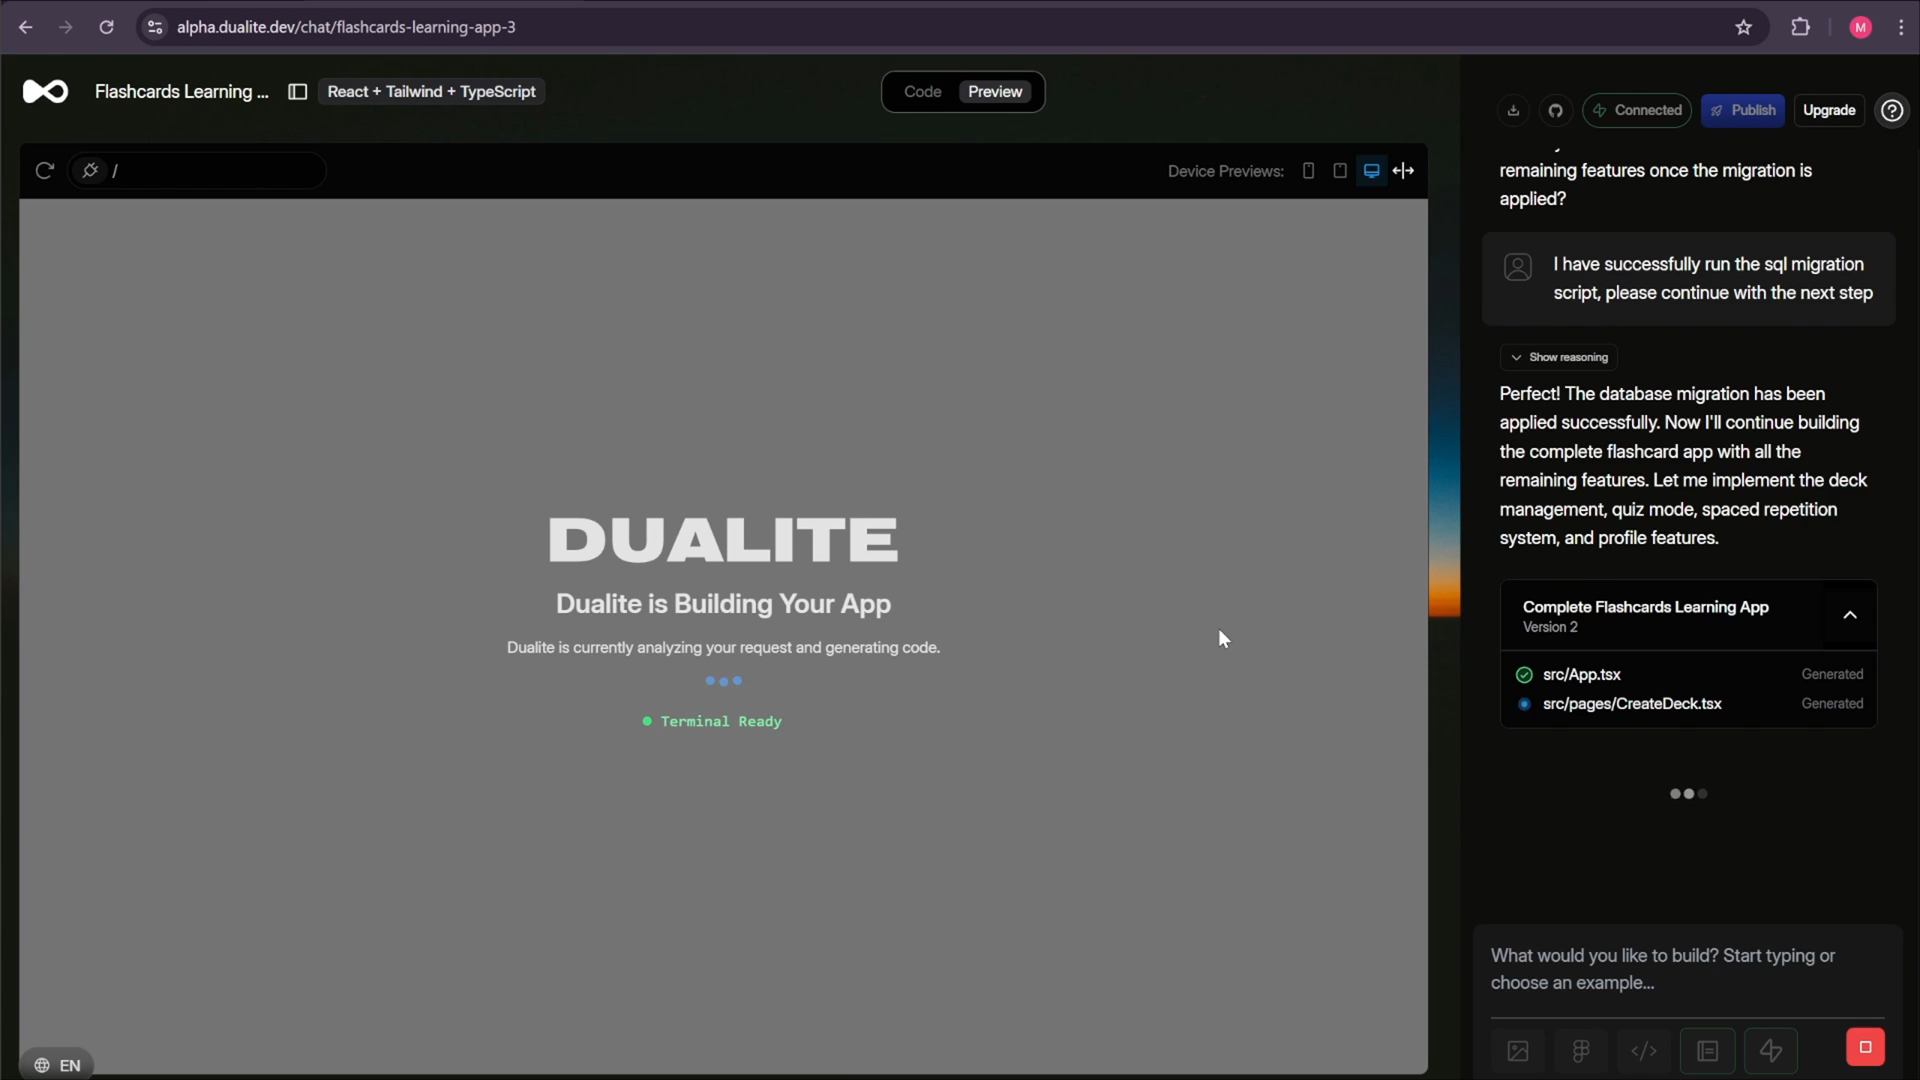 alpha.dualite.dev/chat/flashcards-learning-app-3
M
Flashcards Learning ...
React + Tailwind + TypeScript
Code
Preview
Connected
Publish
Upgrade
/
Device Previews:
remaining features once the migration is
applied?
I have successfully run the sql migration
script, please continue with the next step
Show reasoning
Perfect! The database migration has been
applied successfully. Now I'll continue building
the complete flashcard app with all the
remaining features. Let me implement the deck
management, quiz mode, spaced repetition
system, and profile features.
Complete Flashcards Learning App
Version 2
src/App.tsx Generated
src/pages/CreateDeck.tsx Generated
DUALITE
Dualite is Building Your App
Dualite is currently analyzing your request and generating code.
Terminal Ready
What would you like to build? Start typing or
choose an example...
EN